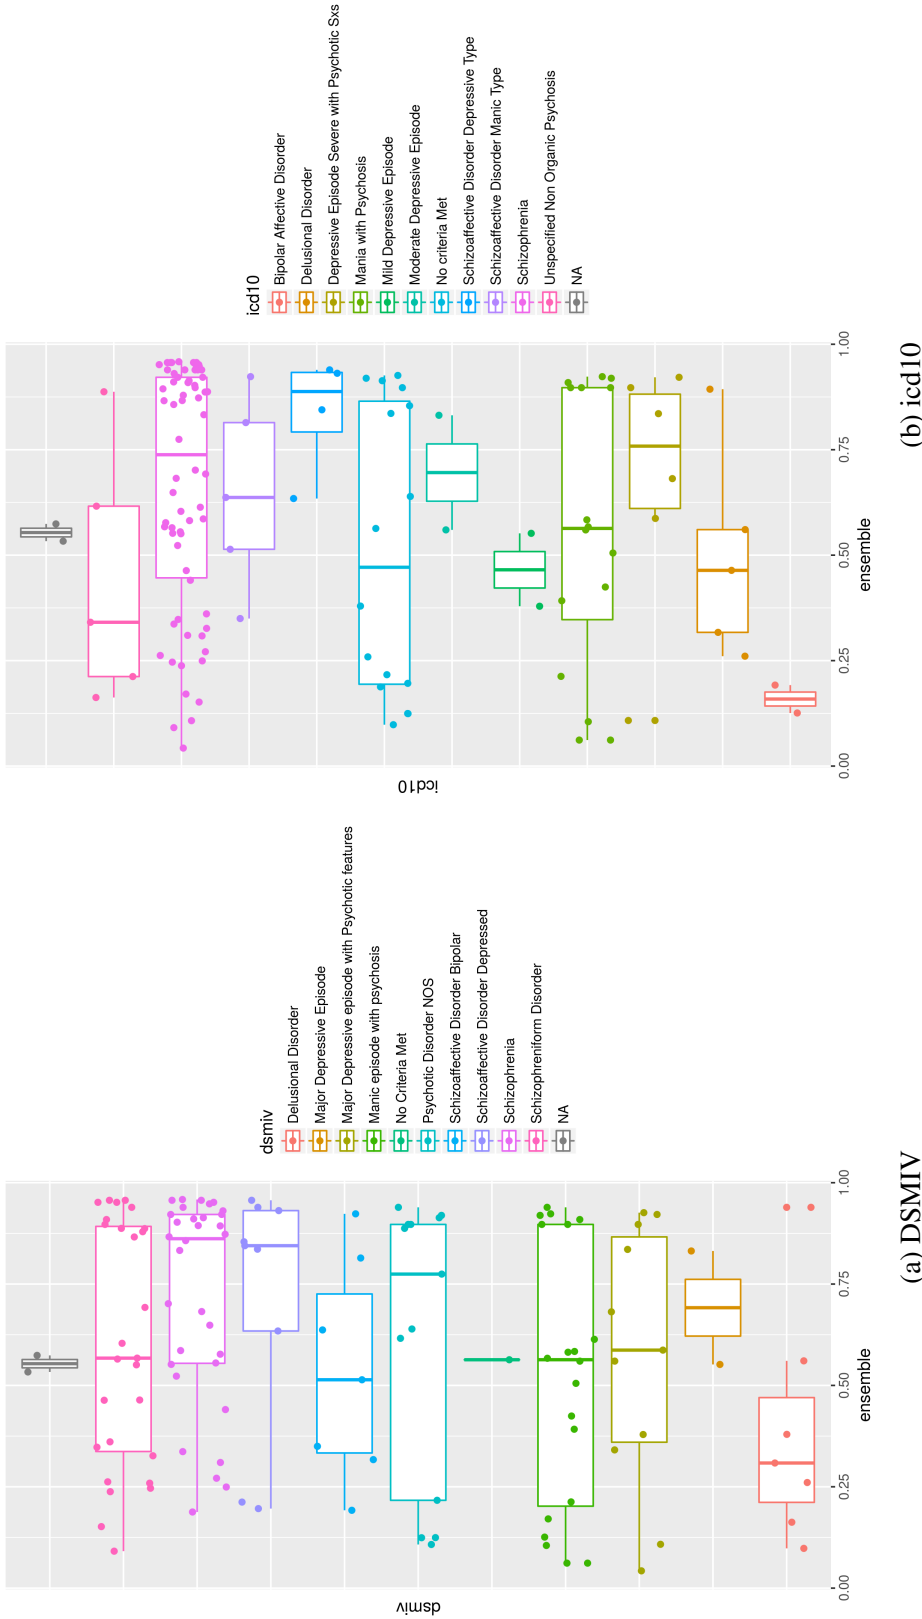 dsmiv
0.00
0.25
0.50
0.75
1.00
ensemble
dsmiv
Delusional Disorder
Major Depressive Episode
Major Depressive episode with Psychotic features
Manic episode with psychosis
No Criteria Met
Psychotic Disorder NOS
Schizoaffective Disorder Bipolar
Schizoaffective Disorder Depressed
Schizophrenia
Schizophreniform Disorder
NA
(a) DSMIV
icd10
0.00
0.25
0.50
0.75
1.00
ensemble
icd10
Bipolar Affective Disorder
Delusional Disorder
Depressive Episode Severe with Psychotic Sxs
Mania with Psychosis
Mild Depressive Episode
Moderate Depressive Episode
No criteria Met
Schizoaffective Disorder Depressive Type
Schizoaffective Disorder Manic Type
Schizophrenia
Unspecified Non Organic Psychosis
NA
(b) icd10